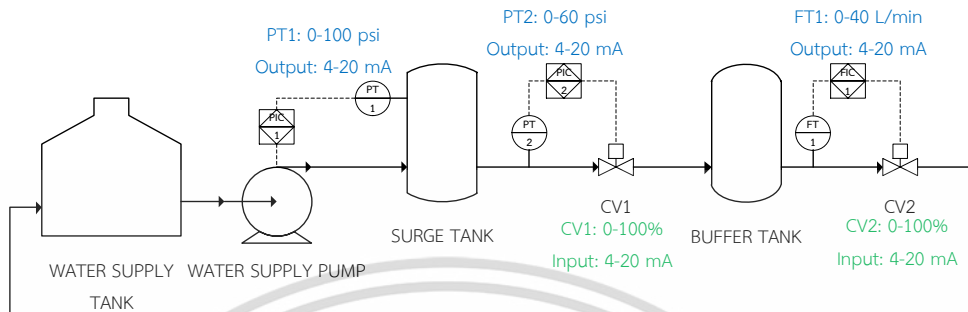 PT1: 0-100 psi
Output: 4-20 mA
PT2: 0-60 psi
Output: 4-20 mA
FT1: 0-40 L/min
Output: 4-20 mA
PIC
1
PT
1
PIC
2
PT
2
FIC
1
FT
1
WATER SUPPLY
TANK
WATER SUPPLY PUMP
SURGE TANK
CV1
CV1: 0-100%
Input: 4-20 mA
BUFFER TANK
CV2
CV2: 0-100%
Input: 4-20 mA